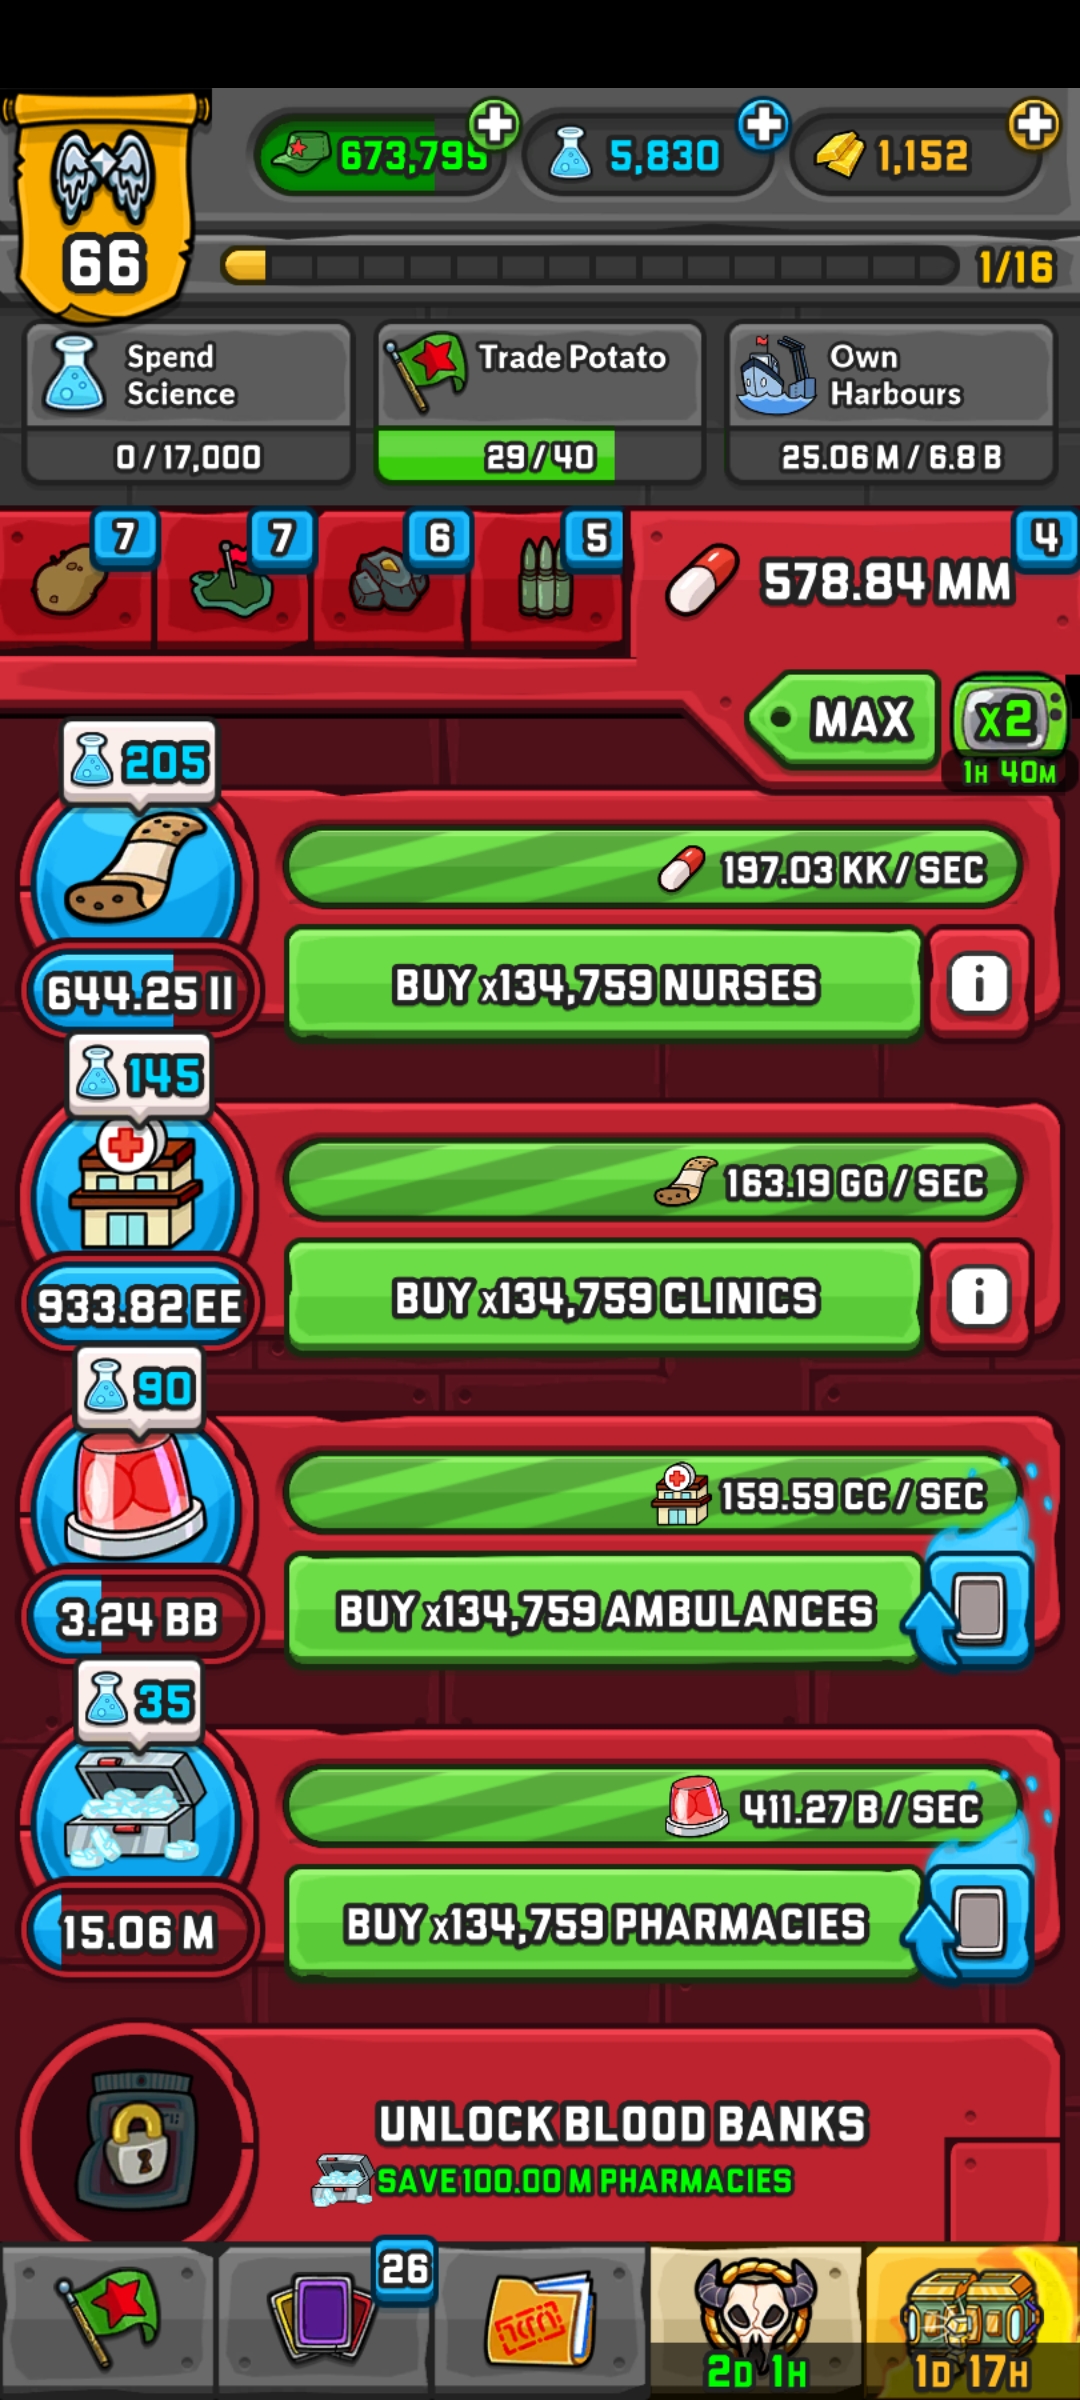 673,795
5,830
1,152
66
1/16
Spend
Science
0/17,000
Trade Potato
29/40
Own
Harbours
25.06 M / 6.8 B
7
7
6
5
578.84 MM
4
MAX
x2
1H 40M
205
197.03 KK/SEC
644.25 II
BUY x134,759 NURSES
i
145
163.19 GG/SEC
933.82 EE
BUY x134,759 CLINICS
i
90
159.59 CC/SEC
3.24 BB
BUY x134,759 AMBULANCES
35
411.27 B/SEC
15.06 M
BUY x134,759 PHARMACIES
UNLOCK BLOOD BANKS
SAVE 100.00 M PHARMACIES
26
2D 1H
1D 17H